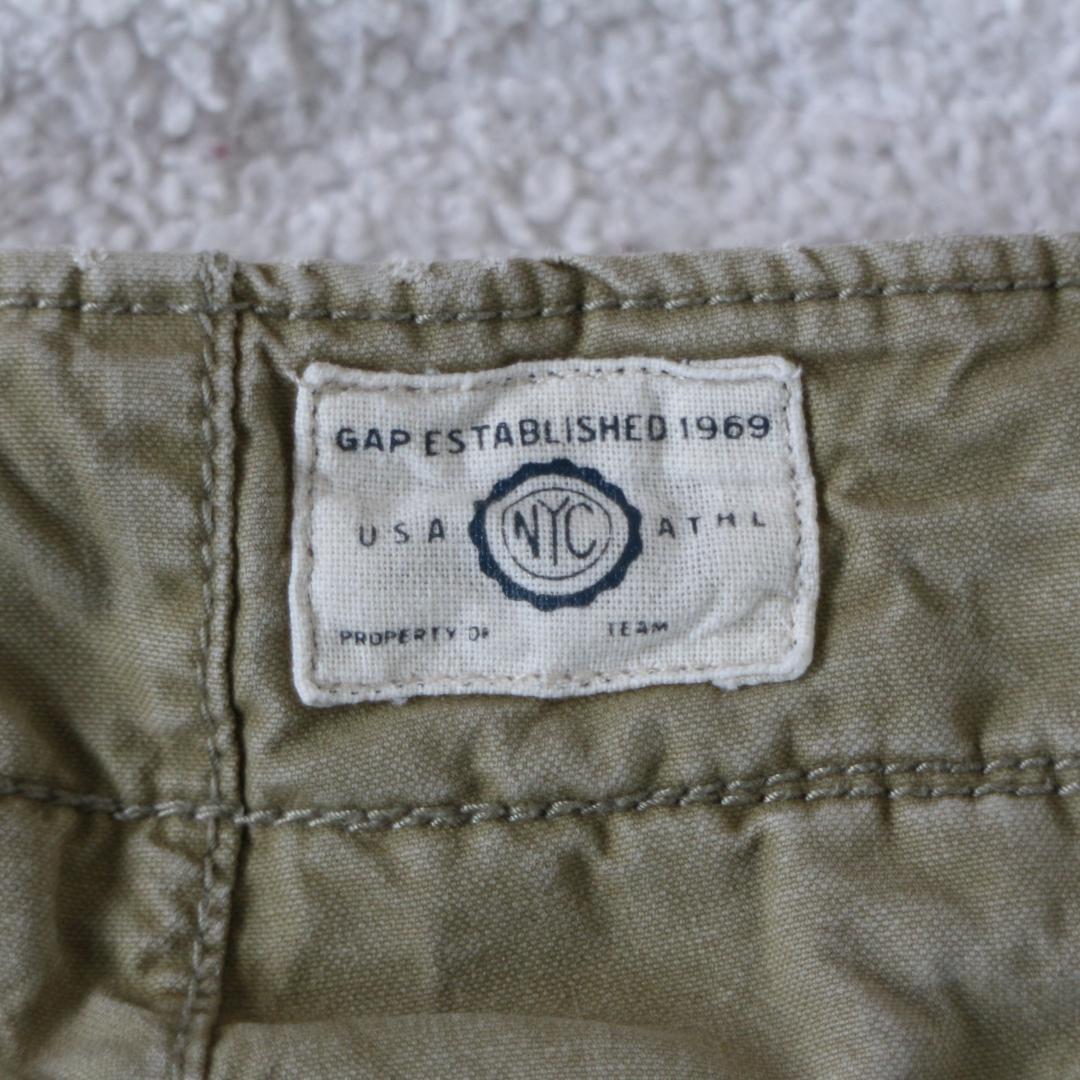 GAP ESTABLISHED 1969
USA NYC ATHL
PROPERTY OF TEAM